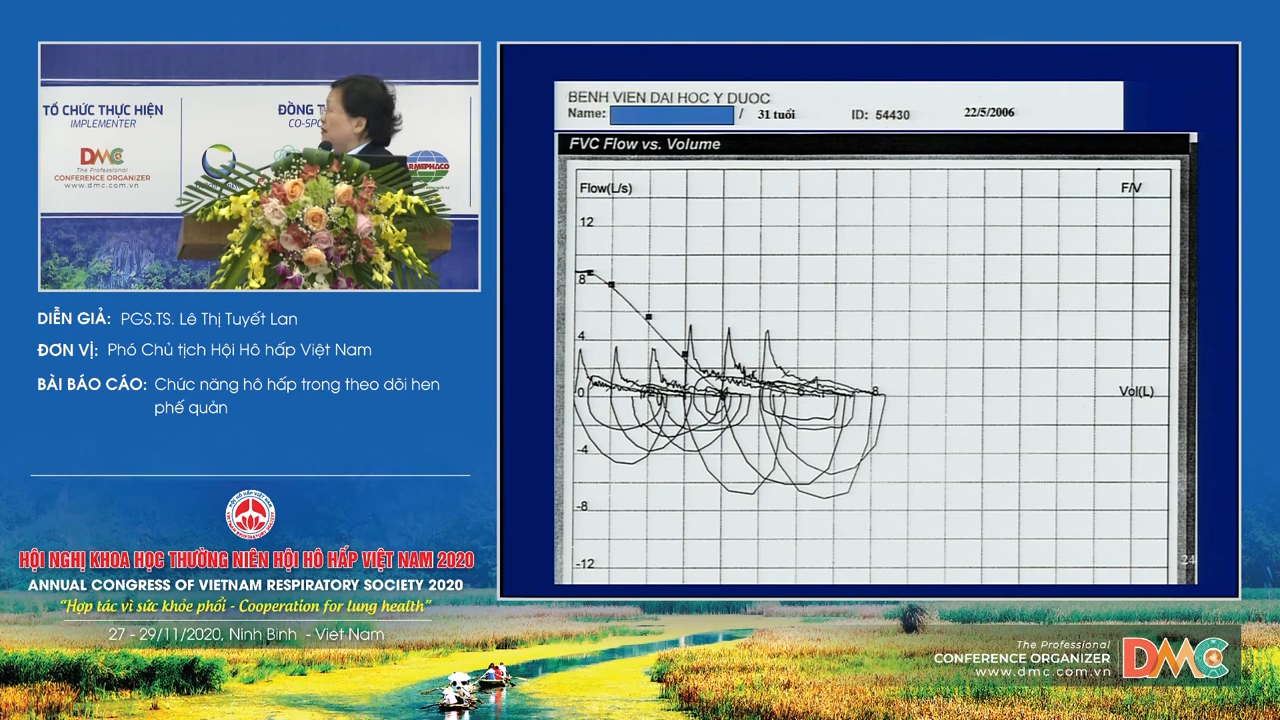 TỔ CHỨC THỰC HIỆN
IMPLEMENTER
DMC
The Professional
CONFERENCE ORGANIZER
www.dmc.com.vn
ĐỒNG
CO-SPO
DIỄN GIẢ: PGS.TS. Lê Thị Tuyết Lan
ĐƠN VỊ: Phó Chủ tịch Hội Hô hấp Việt Nam
BÀI BÁO CÁO: Chức năng hô hấp trong theo dõi hen
phế quản
HỘI NGHỊ KHOA HỌC THƯỜNG NIÊN HỘI HÔ HẤP VIỆT NAM 2020
ANNUAL CONGRESS OF VIETNAM RESPIRATORY SOCIETY 2020
“Hợp tác vì sức khỏe phổi - Cooperation for lung health”
27 - 29/11/2020, Ninh Bình - Việt Nam
BENH VIEN DAI HOC Y DUOC
Name: / 31 tuổi ID: 54430 22/5/2006
FVC Flow vs. Volume
Flow(L/s) F/V
12
8
4
0 8 Vol(L)
-4
-8
-12
24
The Professional
CONFERENCE ORGANIZER
www.dmc.com.vn
DMC